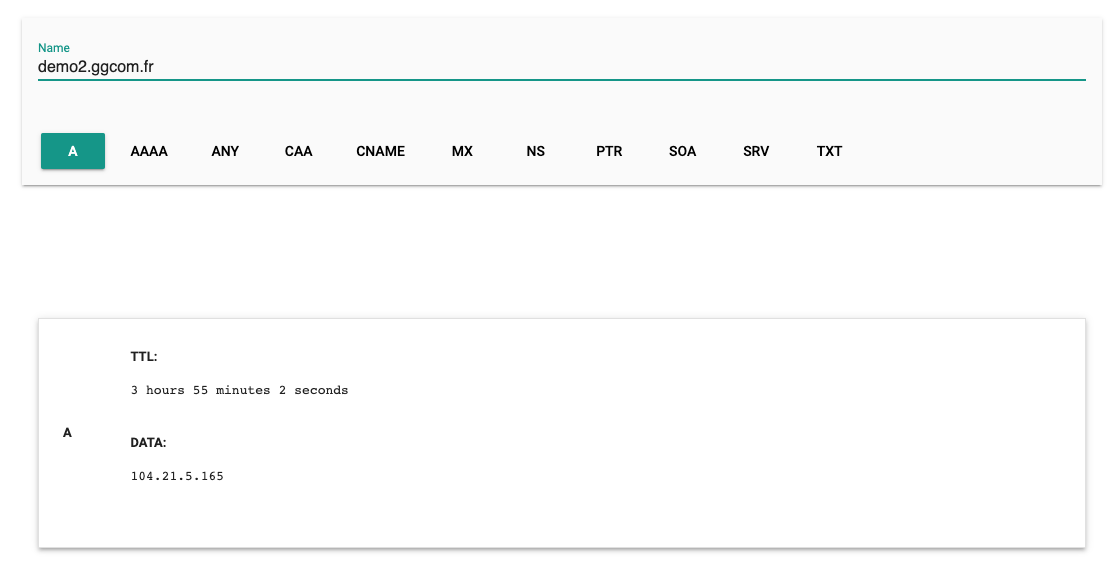 Name
demo2.ggcom.fr
A AAAA ANY CAA CNAME MX NS PTR SOA SRV TXT
TTL:
3 hours 55 minutes 2 seconds
A
DATA:
104.21.5.165